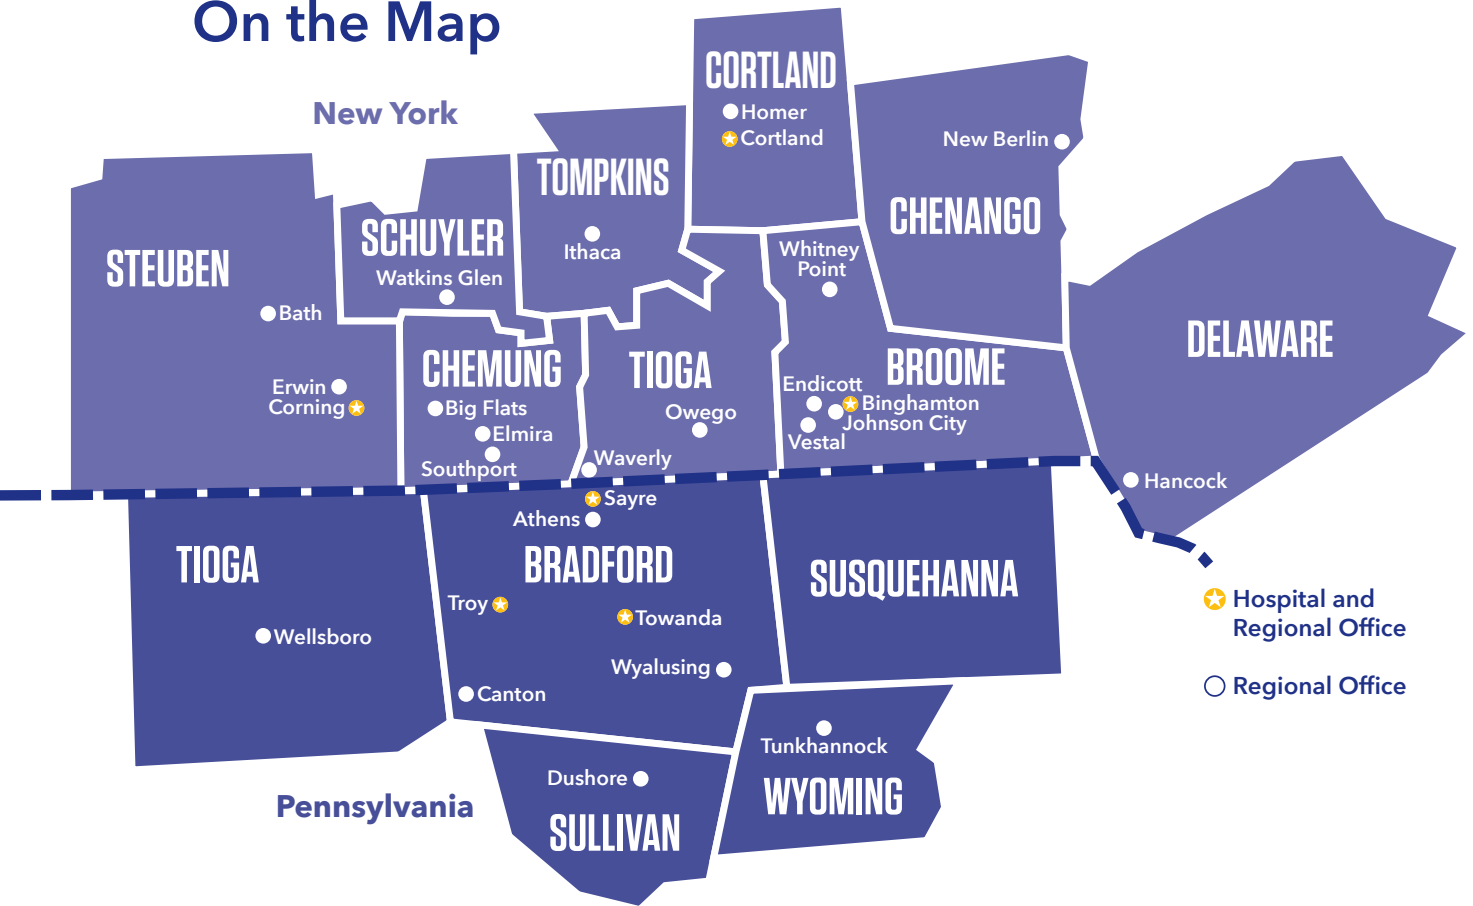 On the Map
New York
CORTLAND
Homer
Cortland
New Berlin
CHENANGO
TOMPKINS
Ithaca
SCHUYLER
Watkins Glen
STEUBEN
Bath
Erwin
Corning
CHEMUNG
Big Flats
Elmira
Southport
TIOGA
Owego
Waverly
Whitney
Point
BROOME
Endicott
Binghamton
Johnson City
Vestal
DELAWARE
Hancock
Sayre
Athens
BRADFORD
Troy
Towanda
Wyalusing
Canton
TIOGA
Wellsboro
SUSQUEHANNA
Hospital and
Regional Office
Regional Office
Tunkhannock
WYOMING
Dushore
SULLIVAN
Pennsylvania